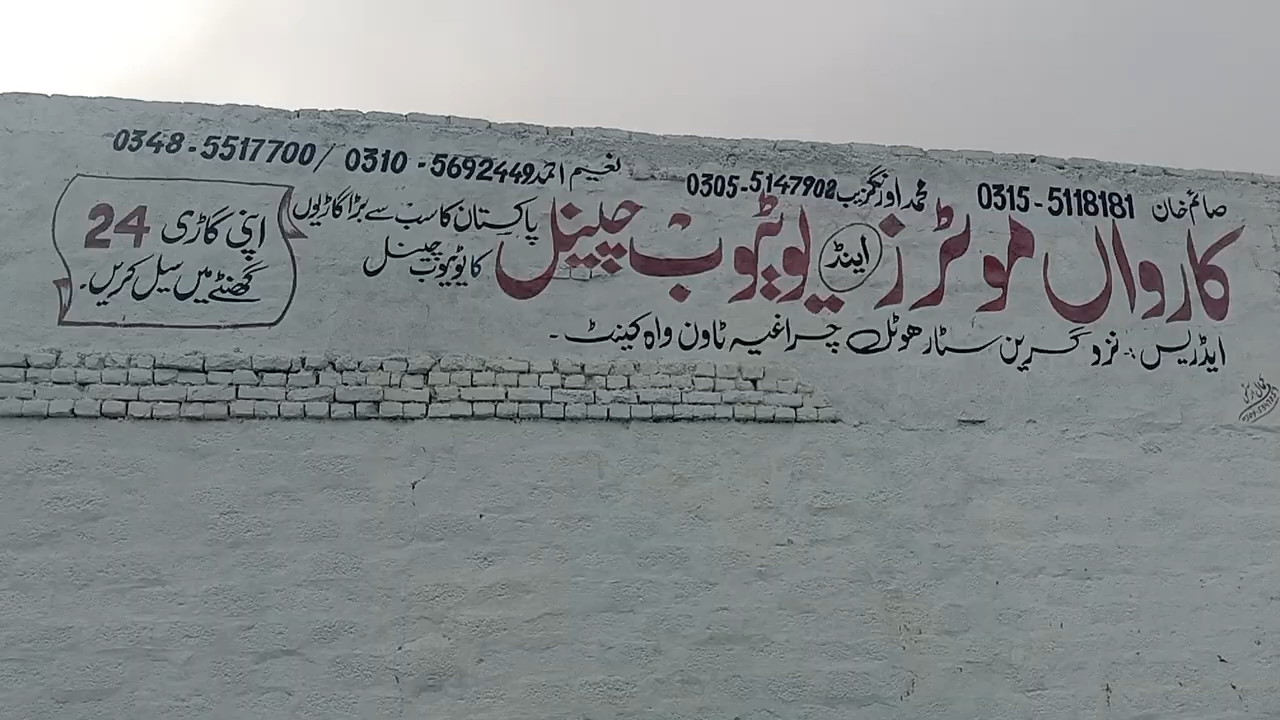 صائم خان 0315-5118181 محمد اورنگزیب 0305-5147902 نعیم احمد 0310-5692449 / 0348-5517700
کارواں موٹرز اینڈ یوٹیوب چینل
پاکستان کا سب سے بڑا گاڑیوں
کا یوٹیوب چینل
اپنی گاڑی 24
گھنٹے میں سیل کریں۔
ایڈریس: نزد گرین سٹار ھوٹل چراغیہ ٹاون واہ کینٹ۔